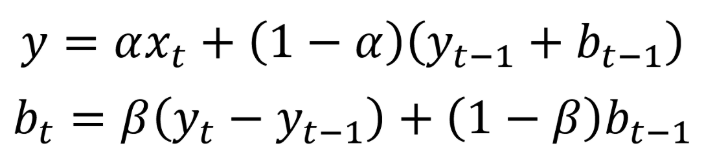 y = αx_t + (1 − α)(y_{t−1} + b_{t−1})
b_t = β(y_t − y_{t−1}) + (1 − β)b_{t−1}